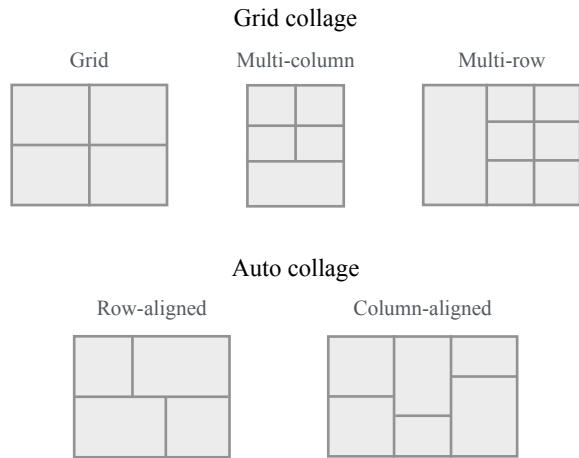 Grid collage
Grid
Multi-column
Multi-row
Auto collage
Row-aligned
Column-aligned